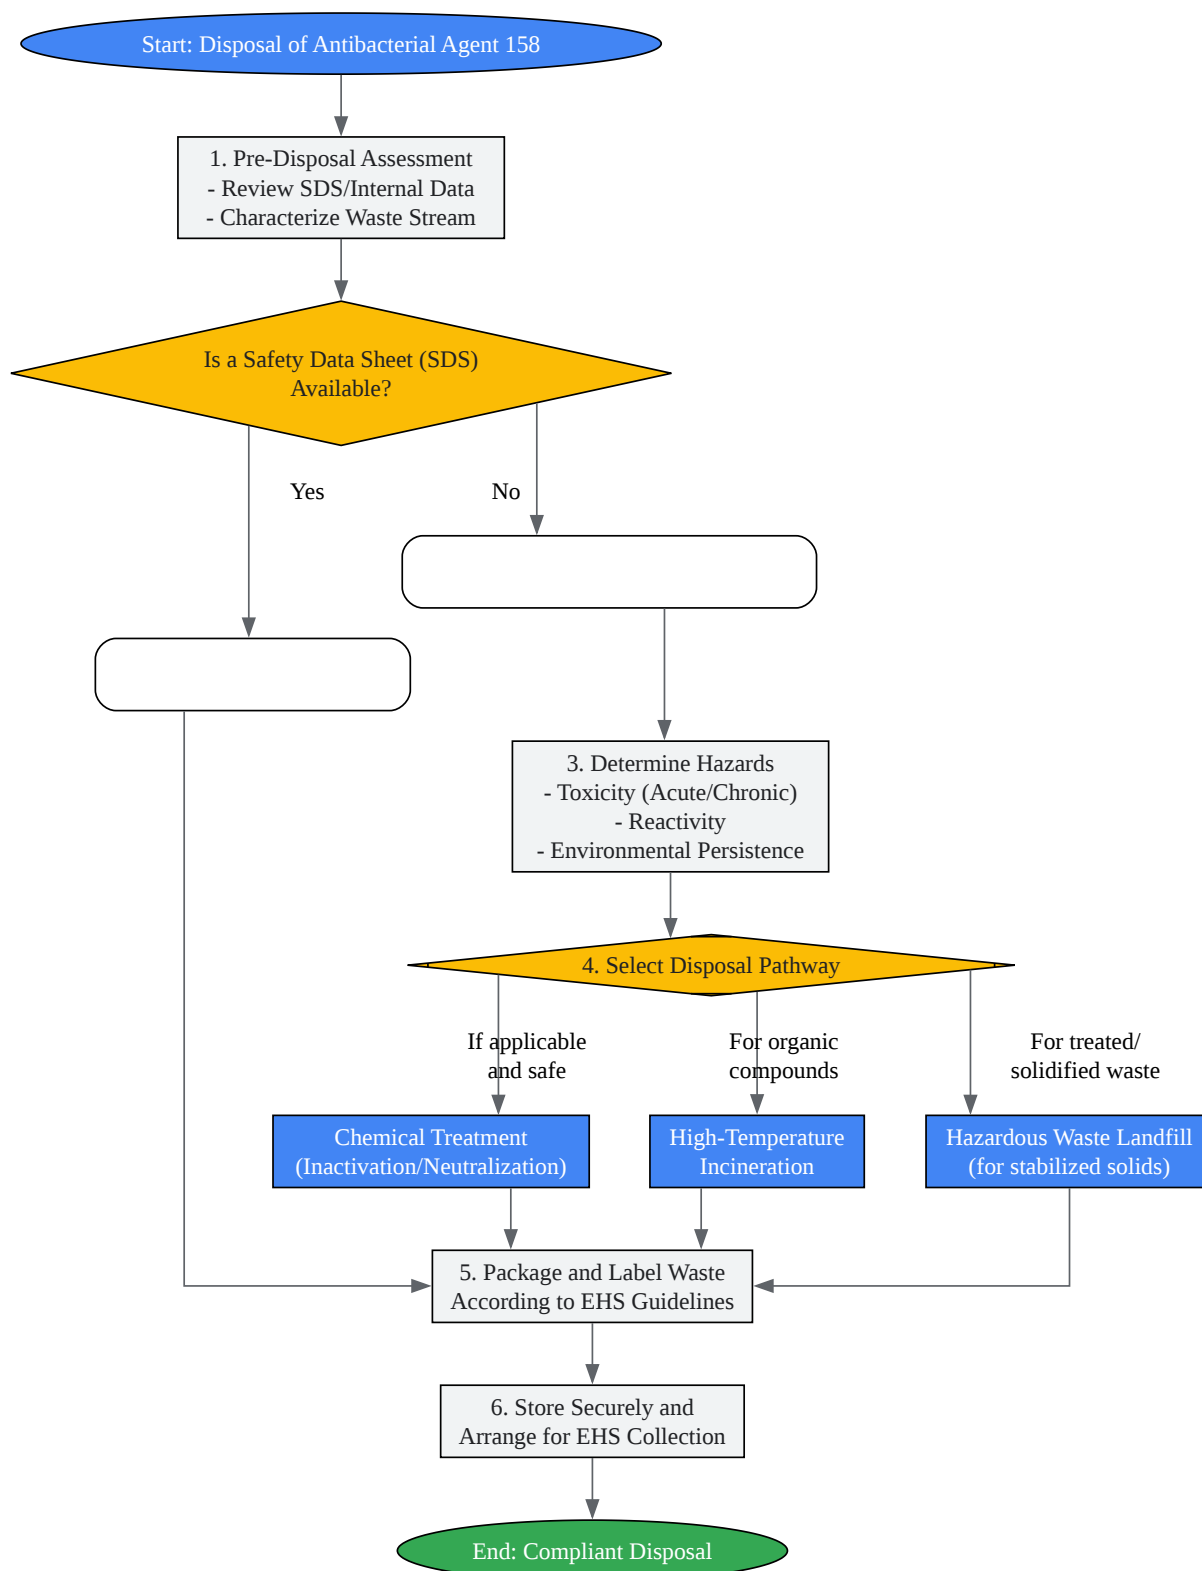 Start: Disposal of Antibacterial Agent 158
1. Pre-Disposal Assessment
- Review SDS/Internal Data
- Characterize Waste Stream
Is a Safety Data Sheet (SDS)
Available?
Yes
No
3. Determine Hazards
- Toxicity (Acute/Chronic)
- Reactivity
- Environmental Persistence
4. Select Disposal Pathway
If applicable
and safe
For organic
compounds
For treated/
solidified waste
Chemical Treatment
(Inactivation/Neutralization)
High-Temperature
Incineration
Hazardous Waste Landfill
(for stabilized solids)
5. Package and Label Waste
According to EHS Guidelines
6. Store Securely and
Arrange for EHS Collection
End: Compliant Disposal